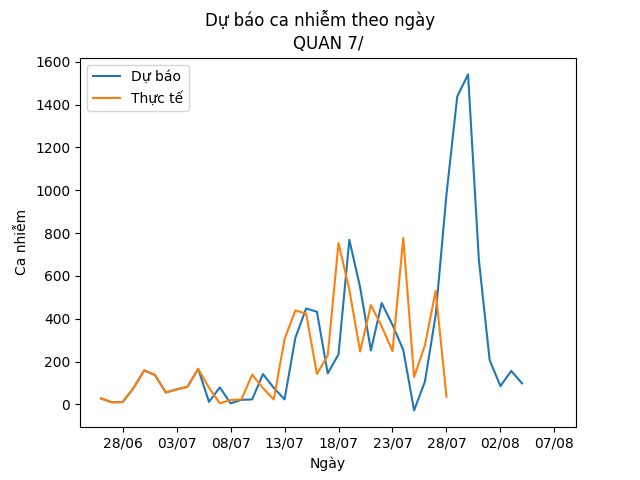 Dự báo ca nhiễm theo ngày
QUAN 7/
Ca nhiễm
1600
1400
1200
1000
800
600
400
200
0
Dự báo
Thực tế
28/06 03/07 08/07 13/07 18/07 23/07 28/07 02/08 07/08
Ngày